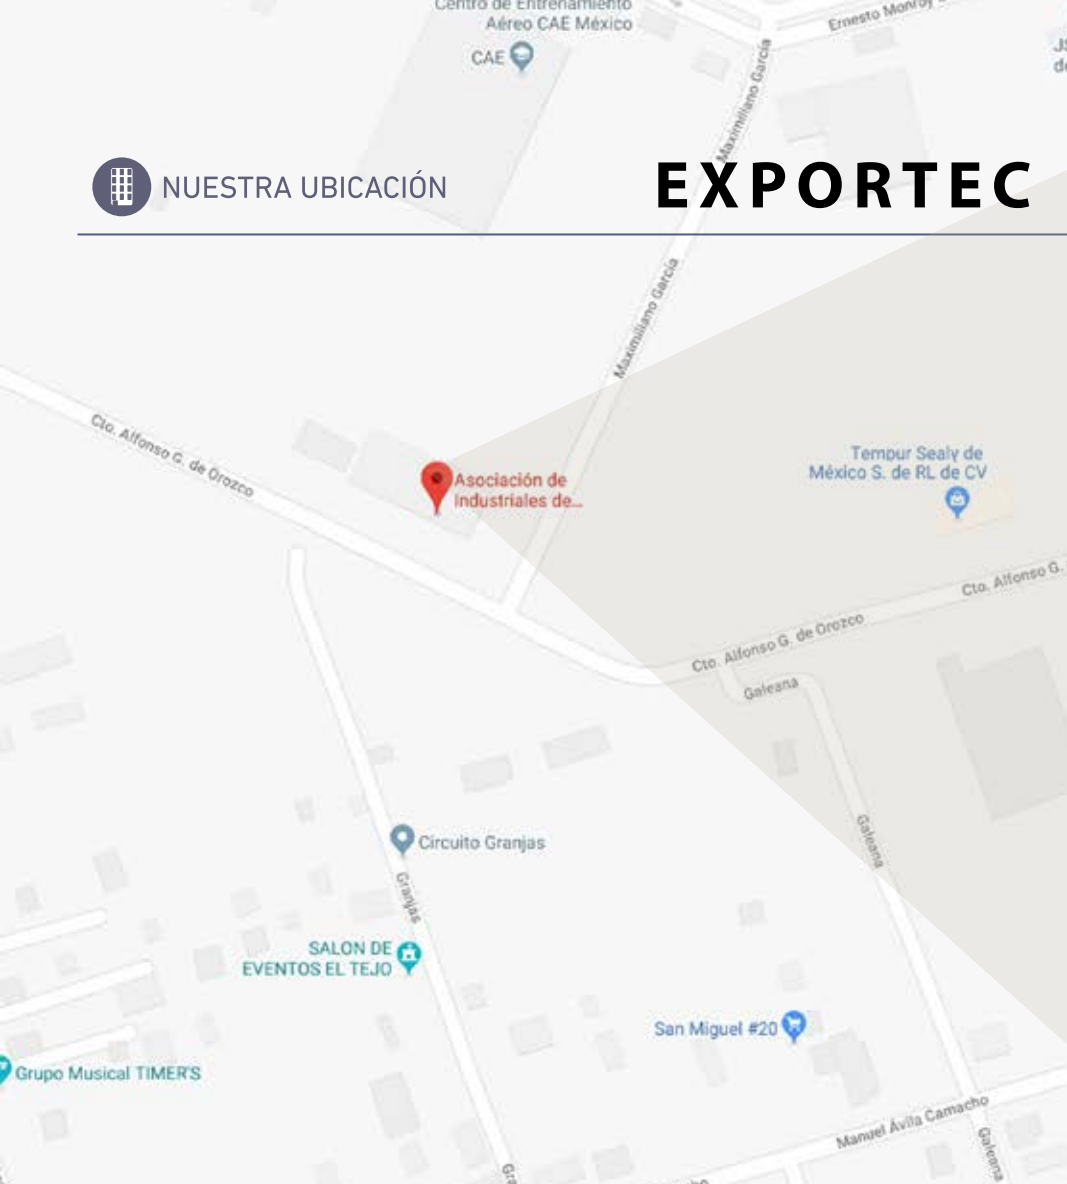 Centro de Entrenamiento
Aéreo CAE México
CAE
Ernesto Monroy
Maximiliano García
NUESTRA UBICACIÓN
EXPORTEC
Maximiliano García
Cto. Alfonso G. de Orozco
Asociación de
Industriales de...
Tempur Sealy de
México S. de RL de CV
Cto. Alfonso G.
Cto. Alfonso G. de Orozco
Galeana
Galeana
Circuito Granjas
Granjas
SALON DE
EVENTOS EL TEJO
San Miguel #20
Grupo Musical TIMER'S
Manuel Ávila Camacho
Galeana